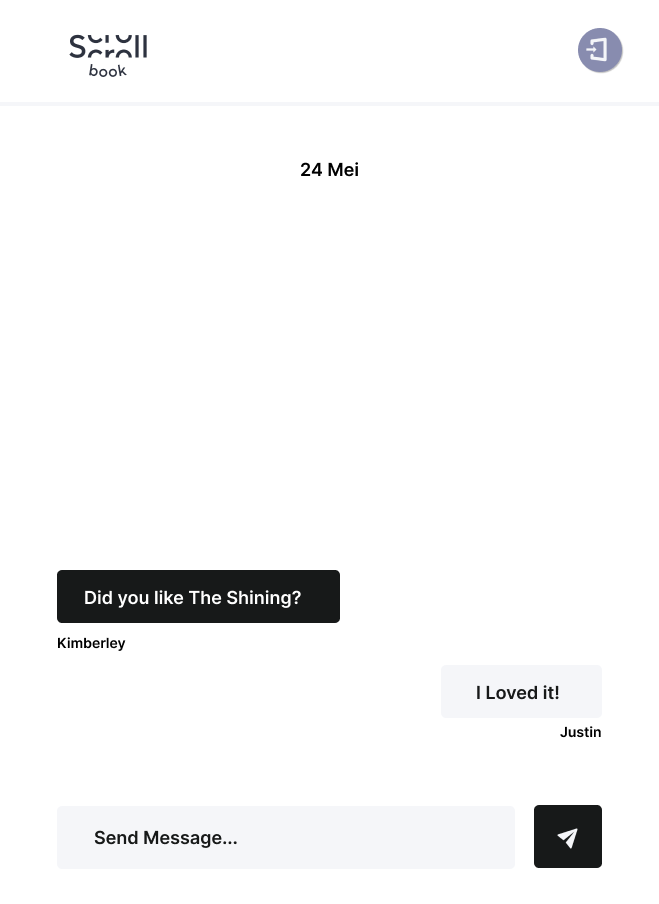 Scroll
book
24 Mei
Did you like The Shining?
Kimberley
I Loved it!
Justin
Send Message...